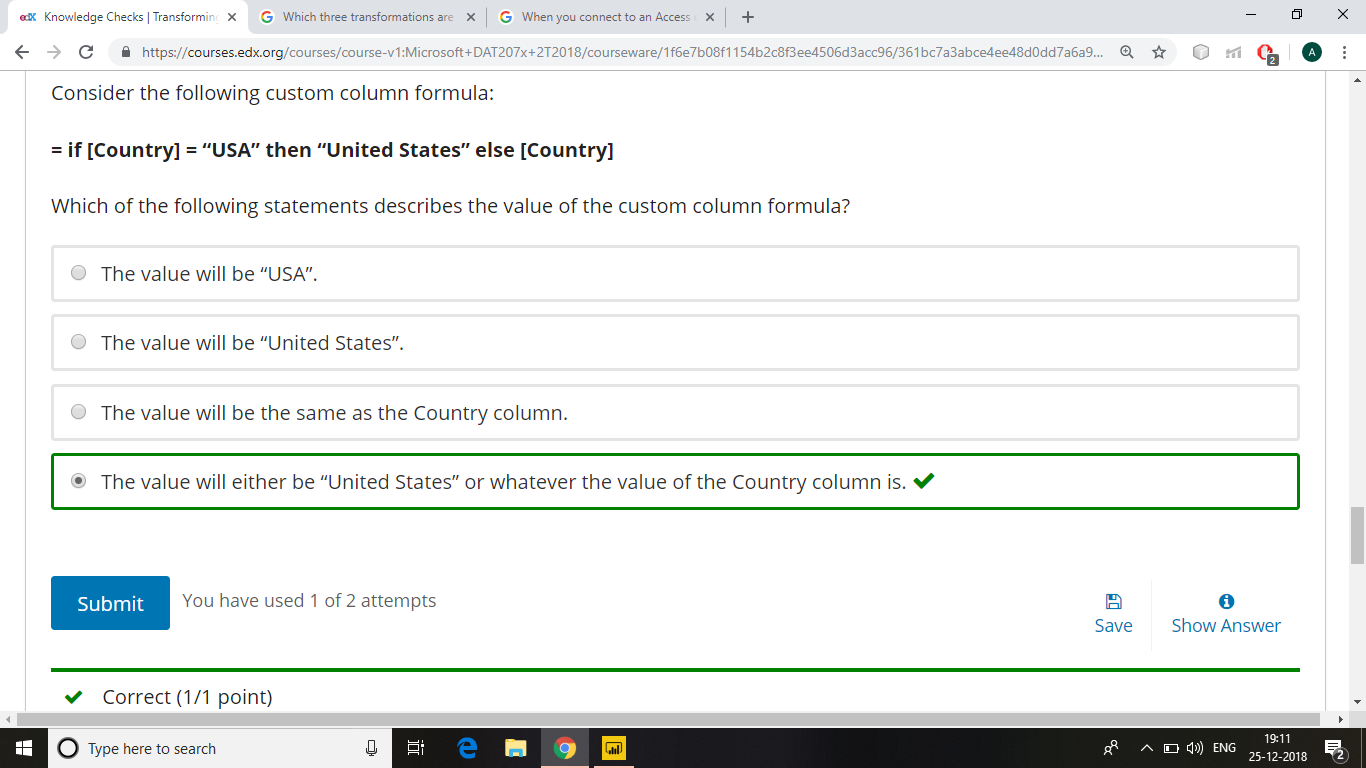 edX Knowledge Checks | Transforming
Which three transformations are
When you connect to an Access
https://courses.edx.org/courses/course-v1:Microsoft+DAT207x+2T2018/courseware/1f6e7b08f1154b2c8f3ee4506d3acc96/361bc7a3abce4ee48d0dd7a6a9...
2
A
Consider the following custom column formula:
= if [Country] = “USA” then “United States” else [Country]
Which of the following statements describes the value of the custom column formula?
The value will be “USA”.
The value will be “United States”.
The value will be the same as the Country column.
The value will either be “United States” or whatever the value of the Country column is.
Submit
You have used 1 of 2 attempts
Save
Show Answer
Correct (1/1 point)
Type here to search
ENG
19:11
25-12-2018
2